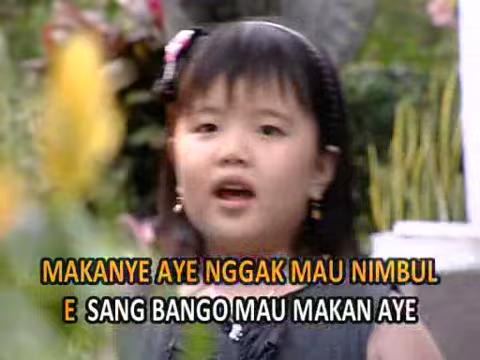 MAKANYE AYE NGGAK MAU NIMBUL
E SANG BANGO MAU MAKAN AYE